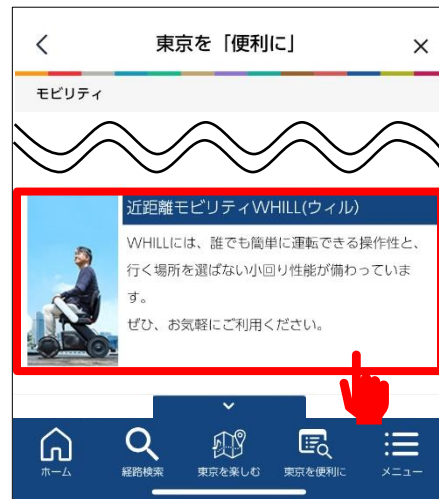 東京を「便利に」
モビリティ
近距離モビリティWHILL(ウィル)
WHILLには、誰でも簡単に運転できる操作性と、
行く場所を選ばない小回り性能が備わっていま
す。
ぜひ、お気軽にご利用ください。
ホーム
経路検索
東京を楽しむ
東京を便利に
メニュー